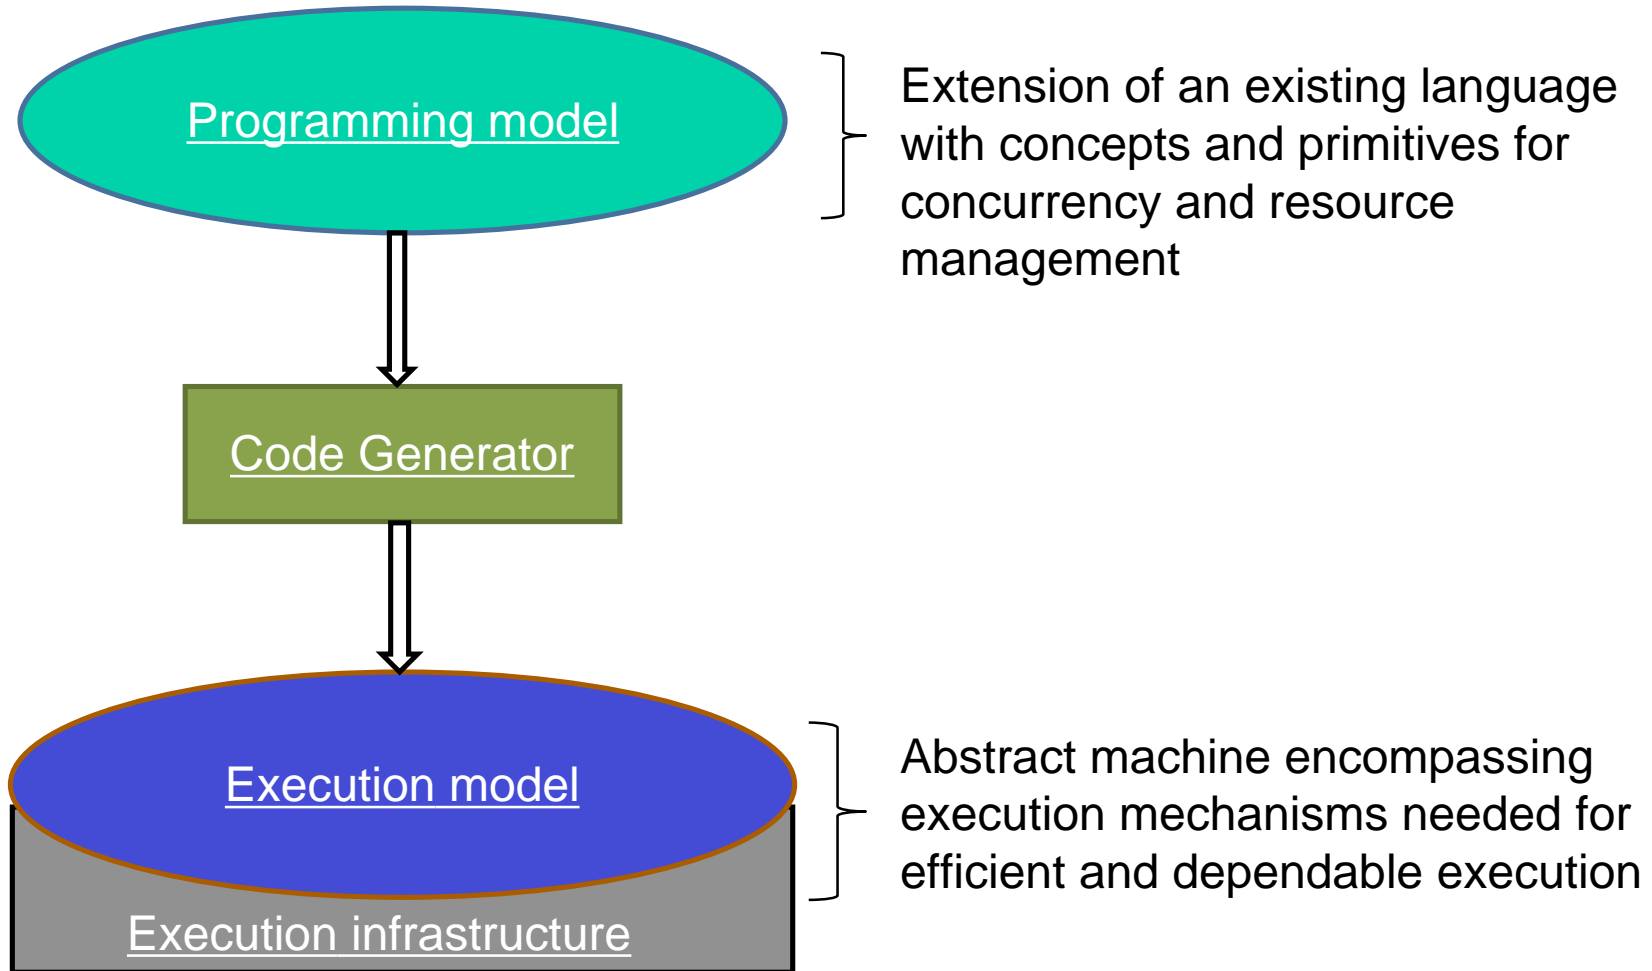 Programming model
Extension of an existing language
with concepts and primitives for
concurrency and resource
management
Code Generator
Execution model
Abstract machine encompassing
execution mechanisms needed for
efficient and dependable execution
Execution infrastructure